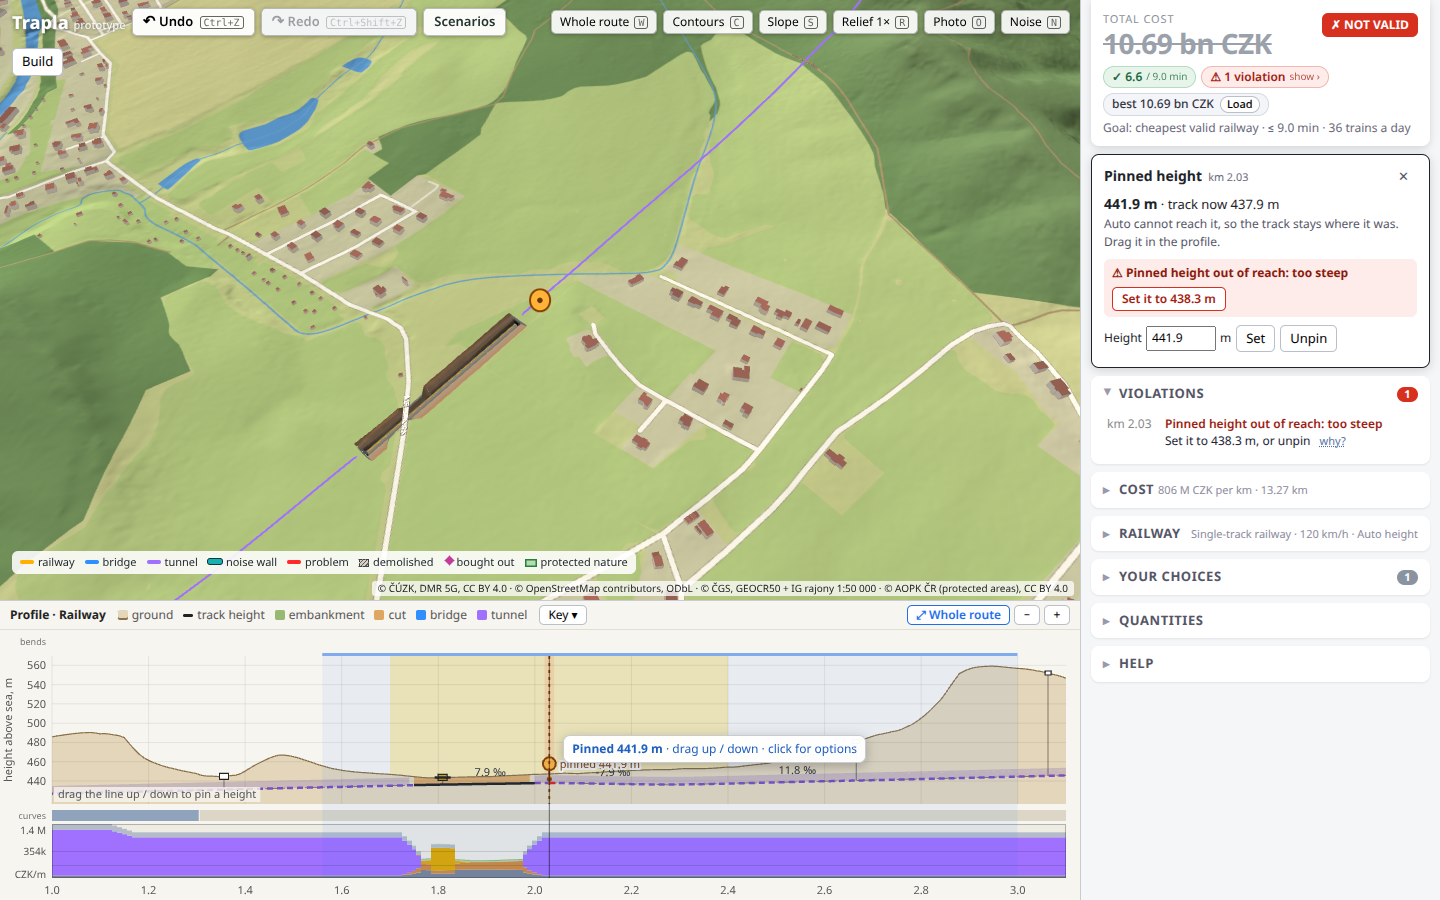 Trapla prototype
↶ Undo Ctrl+Z
↷ Redo Ctrl+Shift+Z
Scenarios
Whole route W
Contours C
Slope S
Relief 1× R
Photo O
Noise N
Build
railway bridge tunnel noise wall problem demolished bought out protected nature
© ČÚZK, DMR 5G, CC BY 4.0 · © OpenStreetMap contributors, ODbL · © ČGS, GEOCR50 + IG rajony 1:50 000 · © AOPK ČR (protected areas), CC BY 4.0
Profile · Railway ground track height embankment cut bridge tunnel Key ▾
⤢ Whole route − +
bends
height above sea, m
560
540
520
500
480
460
440
Pinned 441.9 m · drag up / down · click for options
pinned 441.9 m
7.9 ‰
-7.9 ‰
11.8 ‰
drag the line up / down to pin a height
curves
1.4 M
354k
CZK/m
1.0 1.2 1.4 1.6 1.8 2.0 2.2 2.4 2.6 2.8 3.0
TOTAL COST
✗ NOT VALID
10.69 bn CZK
✓ 6.6 / 9.0 min
⚠ 1 violation show ›
best 10.69 bn CZK Load
Goal: cheapest valid railway · ≤ 9.0 min · 36 trains a day
Pinned height km 2.03 ✕
441.9 m · track now 437.9 m
Auto cannot reach it, so the track stays where it was.
Drag it in the profile.
⚠ Pinned height out of reach: too steep
Set it to 438.3 m
Height 441.9 m Set Unpin
VIOLATIONS 1
km 2.03 Pinned height out of reach: too steep
Set it to 438.3 m, or unpin why?
COST 806 M CZK per km · 13.27 km
RAILWAY Single-track railway · 120 km/h · Auto height
YOUR CHOICES 1
QUANTITIES
HELP